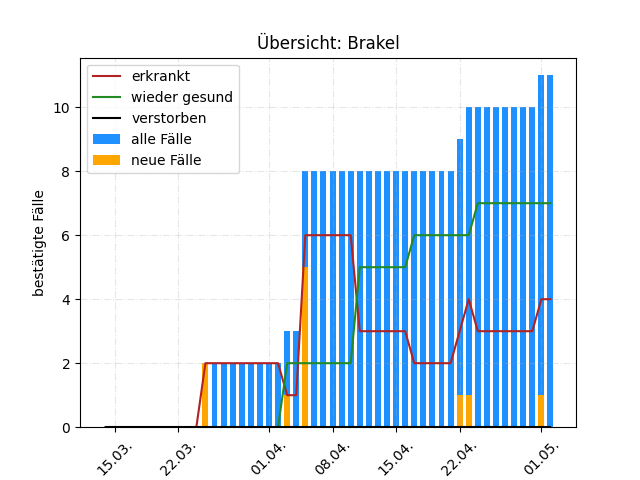 Übersicht: Brakel
erkrankt
wieder gesund
verstorben
alle Fälle
neue Fälle
bestätigte Fälle
10
8
6
4
2
0
15.03.
22.03.
01.04.
08.04.
15.04.
22.04.
01.05.